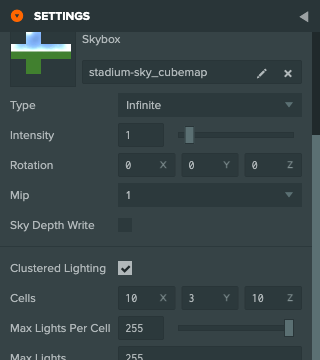 SETTINGS
Skybox
stadium-sky_cubemap
Type Infinite
Intensity 1
Rotation 0 X 0 Y 0 Z
Mip 1
Sky Depth Write
Clustered Lighting
Cells 10 X 3 Y 10 Z
Max Lights Per Cell 255
Max Lights 255